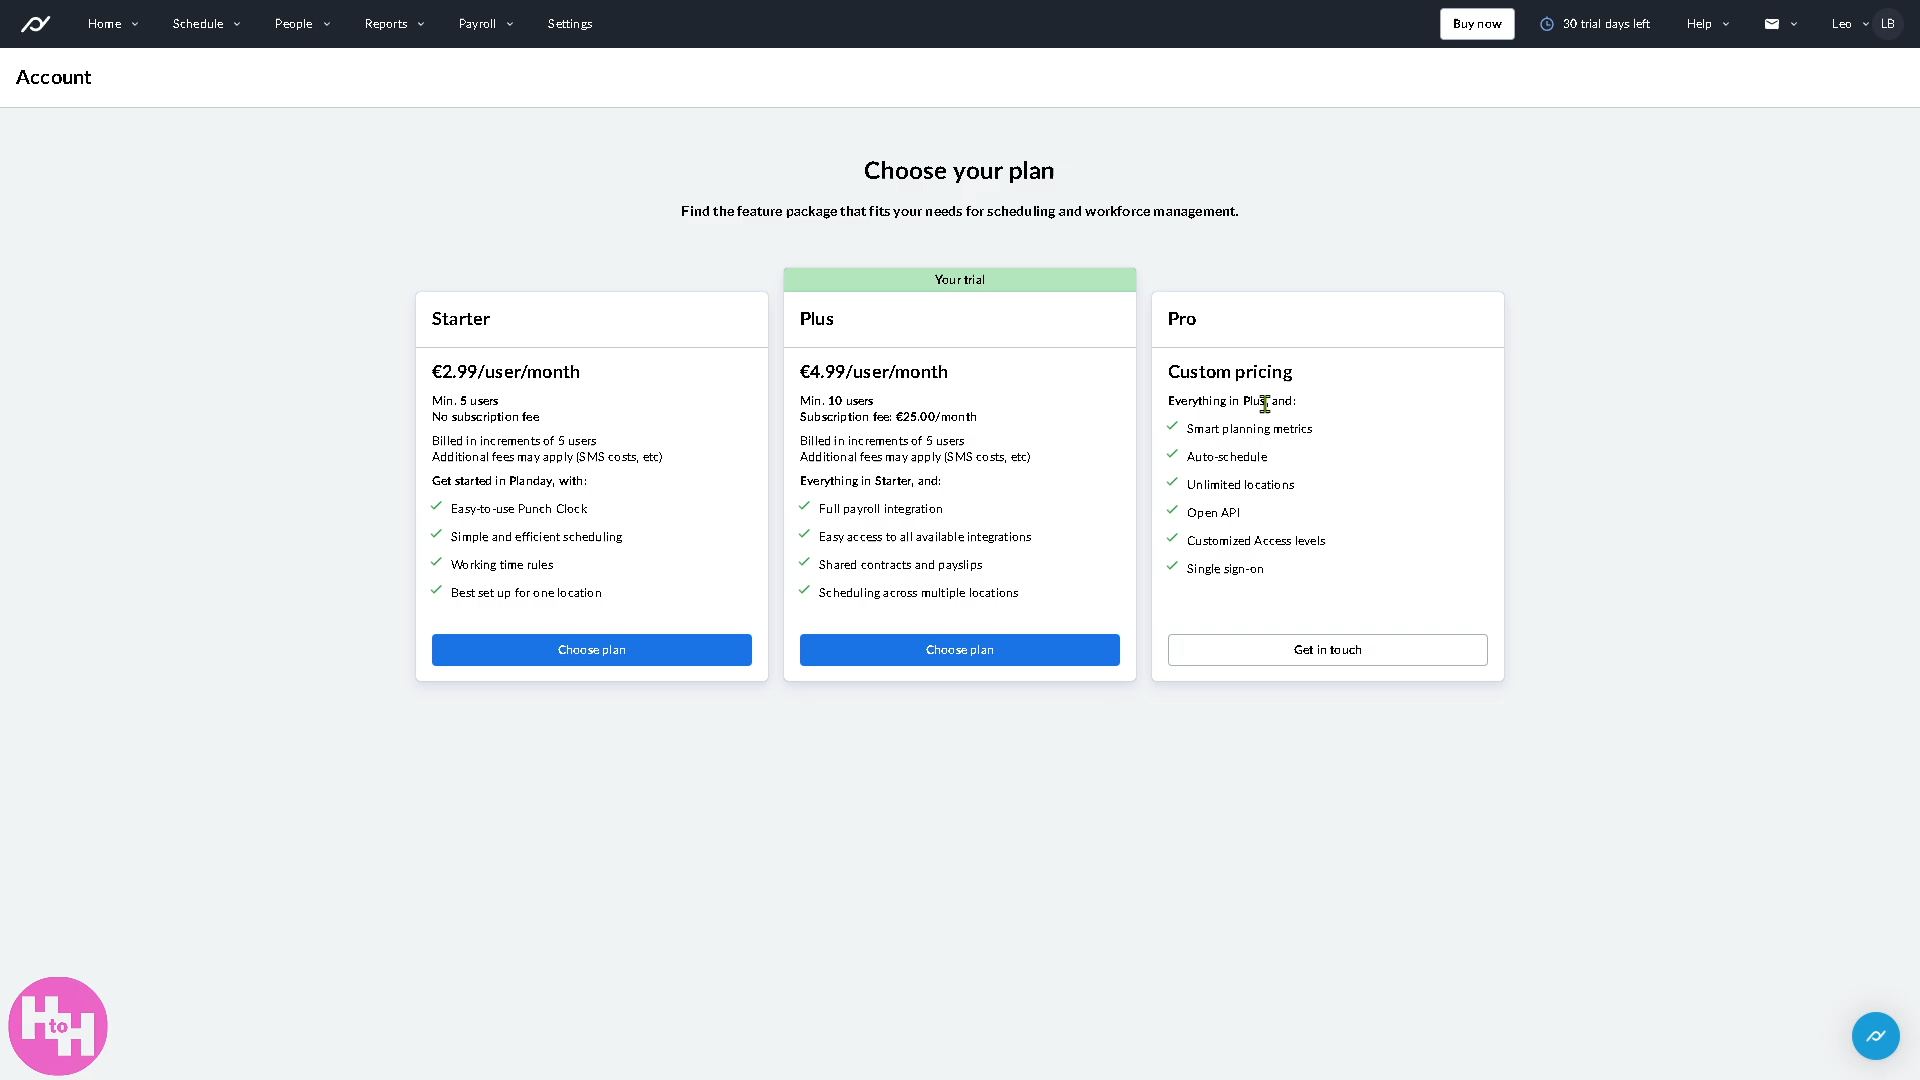 Home
Schedule
People
Reports
Payroll
Settings
Buy now
30 trial days left
Help
Leo
LB
Account
Choose your plan
Find the feature package that fits your needs for scheduling and workforce management.
Starter
€2.99/user/month
Min. 5 users
No subscription fee
Billed in increments of 5 users
Additional fees may apply (SMS costs, etc)
Get started in Planday, with:
Easy-to-use Punch Clock
Simple and efficient scheduling
Working time rules
Best set up for one location
Choose plan
Your trial
Plus
€4.99/user/month
Min. 10 users
Subscription fee: €25.00/month
Billed in increments of 5 users
Additional fees may apply (SMS costs, etc)
Everything in Starter, and:
Full payroll integration
Easy access to all available integrations
Shared contracts and payslips
Scheduling across multiple locations
Choose plan
Pro
Custom pricing
Everything in Plus, and:
Smart planning metrics
Auto-schedule
Unlimited locations
Open API
Customized Access levels
Single sign-on
Get in touch
H to H